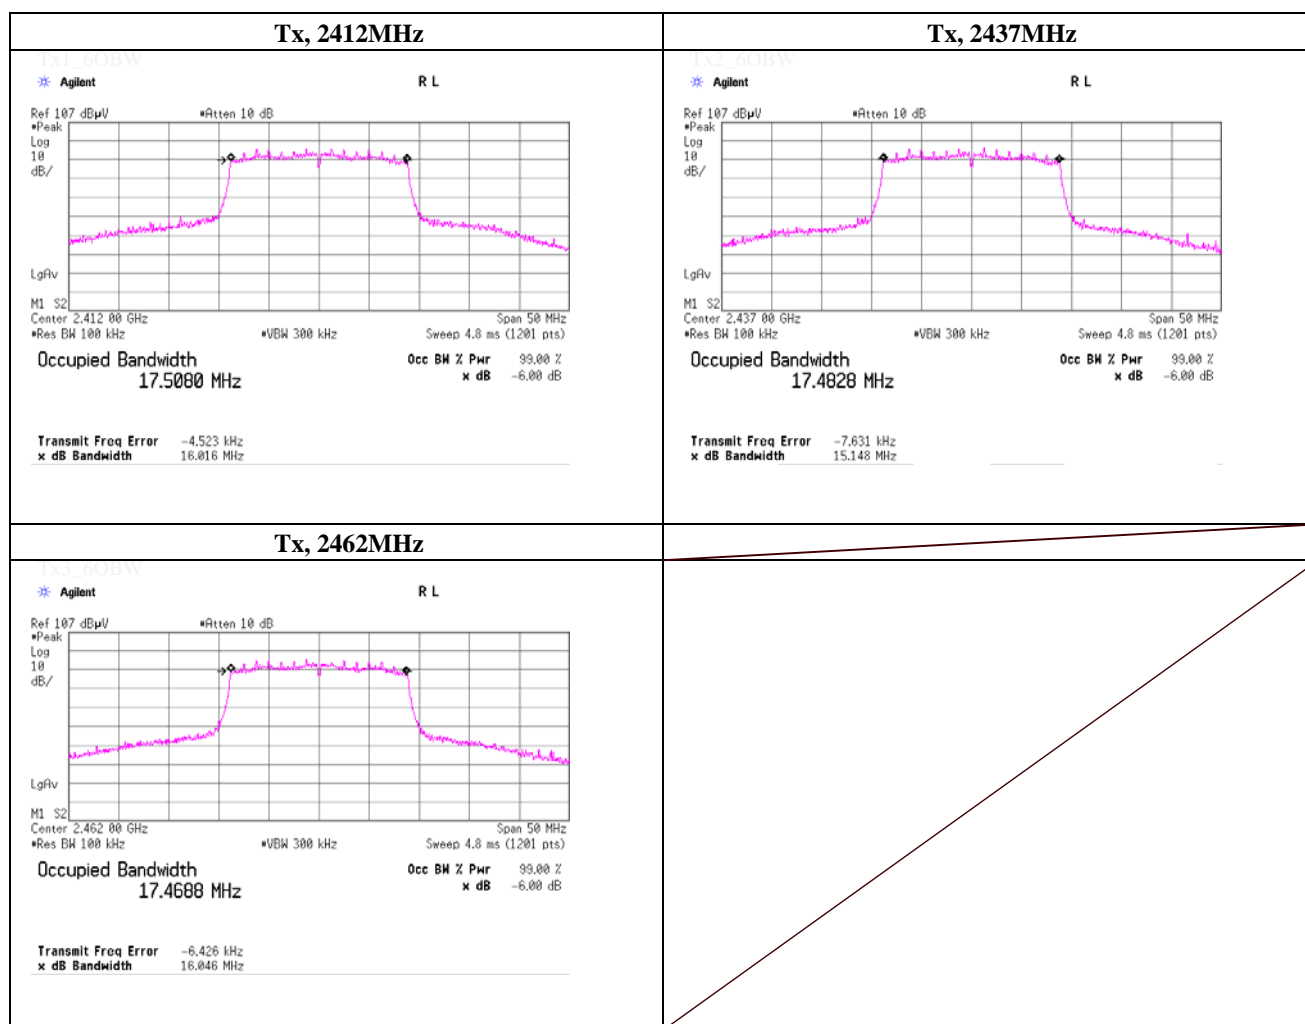 Tx, 2412MHz
Tx1_6OBW
Agilent
R L
Ref 107 dBµV
#Atten 10 dB
#Peak
Log
10
dB/
LgAv
M1 S2
Center 2.412 00 GHz
Span 50 MHz
#Res BW 100 kHz
#VBW 300 kHz
Sweep 4.8 ms (1201 pts)
Occupied Bandwidth
17.5080 MHz
Occ BW % Pwr 99.00 %
x dB -6.00 dB
Transmit Freq Error -4.523 kHz
x dB Bandwidth 16.016 MHz
Tx, 2437MHz
Tx2_6OBW
Agilent
R L
Ref 107 dBµV
#Atten 10 dB
#Peak
Log
10
dB/
LgAv
M1 S2
Center 2.437 00 GHz
Span 50 MHz
#Res BW 100 kHz
#VBW 300 kHz
Sweep 4.8 ms (1201 pts)
Occupied Bandwidth
17.4828 MHz
Occ BW % Pwr 99.00 %
x dB -6.00 dB
Transmit Freq Error -7.631 kHz
x dB Bandwidth 15.148 MHz
Tx, 2462MHz
Tx3_6OBW
Agilent
R L
Ref 107 dBµV
#Atten 10 dB
#Peak
Log
10
dB/
LgAv
M1 S2
Center 2.462 00 GHz
Span 50 MHz
#Res BW 100 kHz
#VBW 300 kHz
Sweep 4.8 ms (1201 pts)
Occupied Bandwidth
17.4688 MHz
Occ BW % Pwr 99.00 %
x dB -6.00 dB
Transmit Freq Error -6.426 kHz
x dB Bandwidth 16.046 MHz